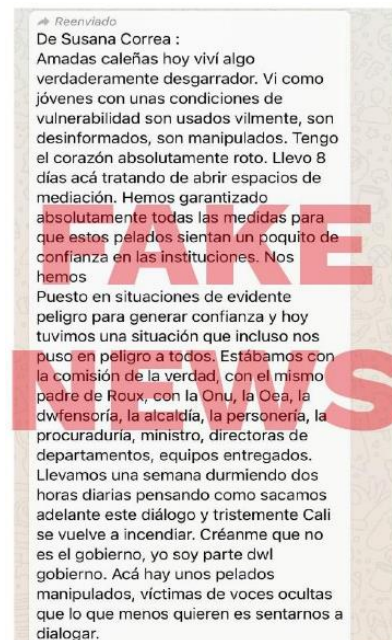 Reenviado
De Susana Correa :
Amadas caleñas hoy viví algo
verdaderamente desgarrador. Vi como
jóvenes con unas condiciones de
vulnerabilidad son usados vilmente, son
desinformados, son manipulados. Tengo
el corazón absolutamente roto. Llevo 8
días acá tratando de abrir espacios de
mediación. Hemos garantizado
absolutamente todas las medidas para
que estos pelados sientan un poquito de
confianza en las instituciones. Nos
hemos
Puesto en situaciones de evidente
peligro para generar confianza y hoy
tuvimos una situación que incluso nos
puso en peligro a todos. Estábamos con
la comisión de la verdad, con el mismo
padre de Roux, con la Onu, la Oea, la
dwfensoría, la alcaldía, la personería, la
procuraduría, ministro, directoras de
departamentos, equipos entregados.
Llevamos una semana durmiendo dos
horas diarias pensando como sacamos
adelante este diálogo y tristemente Cali
se vuelve a incendiar. Créanme que no
es el gobierno, yo soy parte dwl
gobierno. Acá hay unos pelados
manipulados, víctimas de voces ocultas
que lo que menos quieren es sentarnos a
dialogar.
FAKE
NEWS